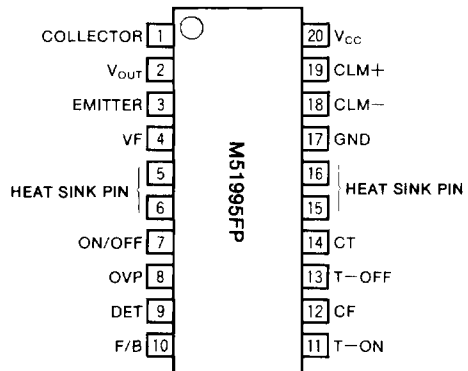 COLLECTOR 1 20 VCC
VOUT 2 19 CLM+
EMITTER 3 18 CLM−
VF 4 17 GND
5 16
HEAT SINK PIN HEAT SINK PIN
6 15
ON/OFF 7 14 CT
OVP 8 13 T−OFF
DET 9 12 CF
F/B 10 11 T−ON
M51995FP